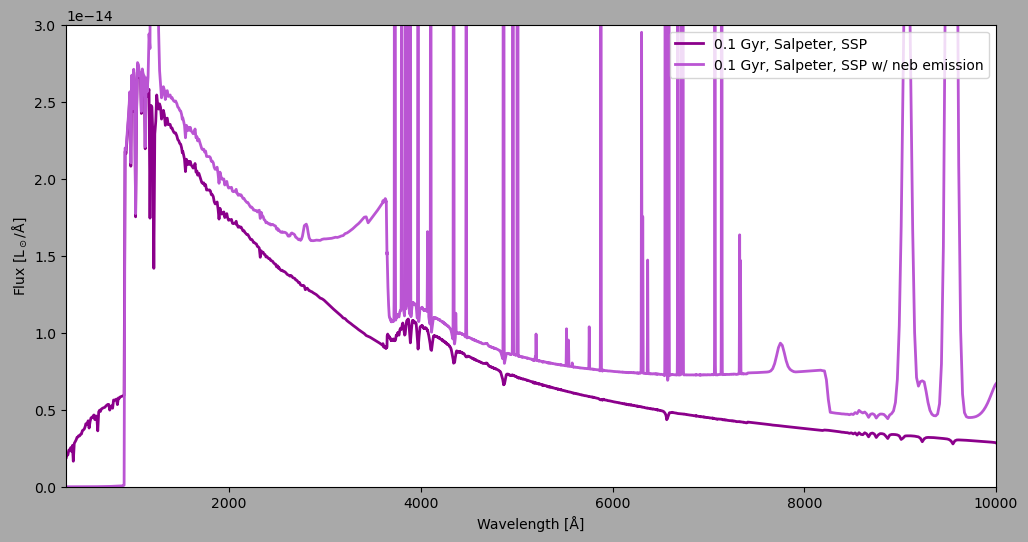 1e−14
3.0
2.5
2.0
1.5
1.0
0.5
0.0
Flux [L⊙/Å]
2000
4000
6000
8000
10000
Wavelength [Å]
0.1 Gyr, Salpeter, SSP
0.1 Gyr, Salpeter, SSP w/ neb emission